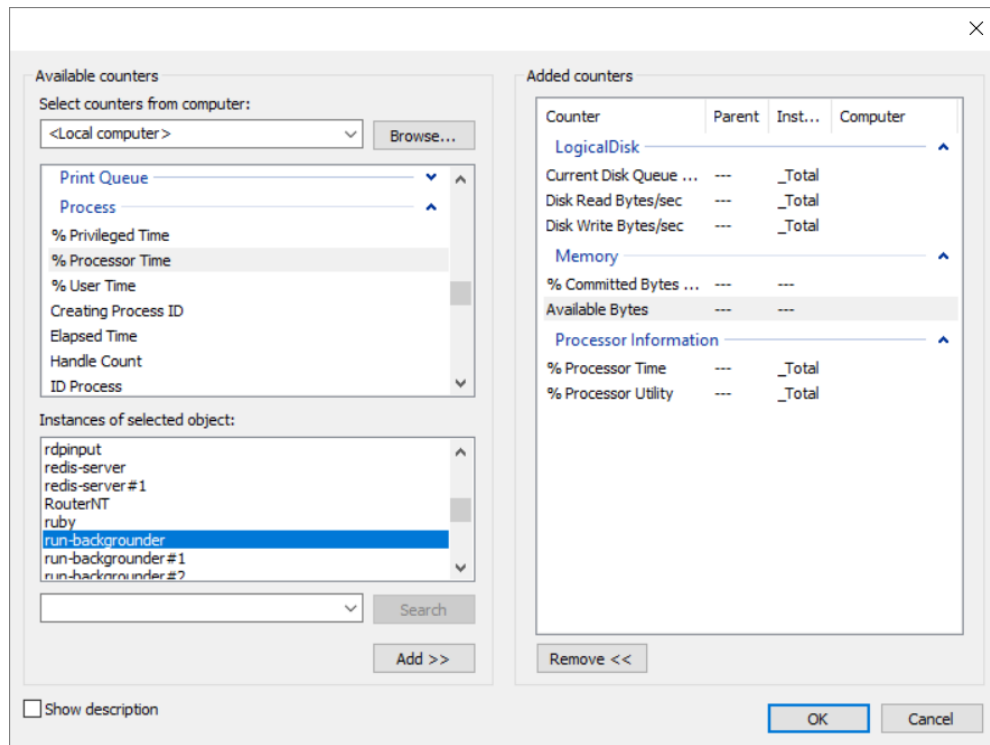 Available counters
Select counters from computer:
<Local computer>
Browse...
Print Queue
Process
% Privileged Time
% Processor Time
% User Time
Creating Process ID
Elapsed Time
Handle Count
ID Process
Instances of selected object:
rdpinput
redis-server
redis-server#1
RouterNT
ruby
run-backgrounder
run-backgrounder#1
run-backgrounder#2
Search
Add >>
Show description
Added counters
Counter Parent Inst... Computer
LogicalDisk
Current Disk Queue ... --- _Total
Disk Read Bytes/sec --- _Total
Disk Write Bytes/sec --- _Total
Memory
% Committed Bytes ... --- ---
Available Bytes --- ---
Processor Information
% Processor Time --- _Total
% Processor Utility --- _Total
Remove <<
OK
Cancel